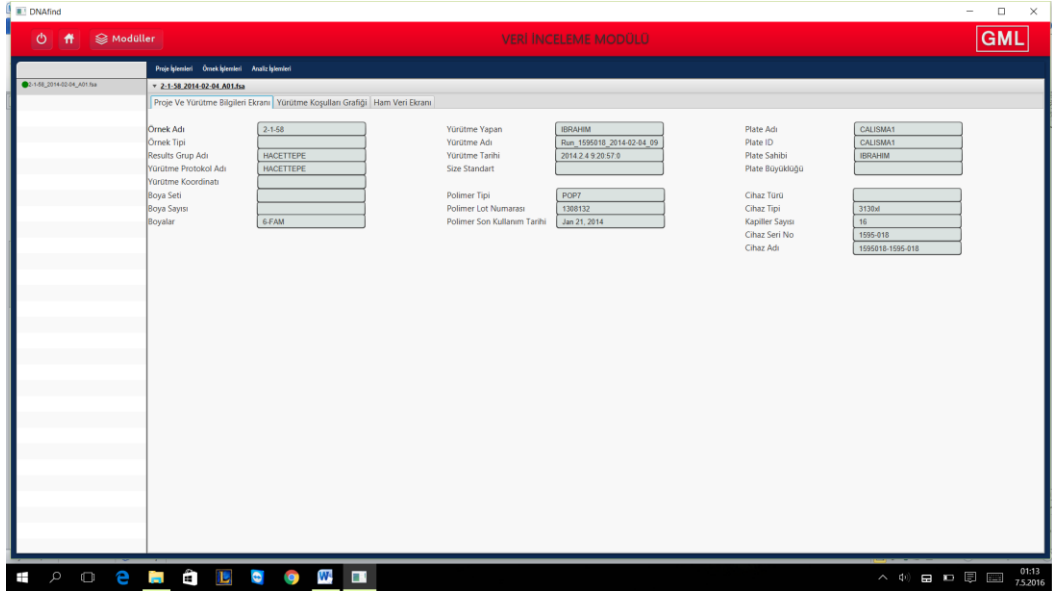 DNAfind
Modüller
VERİ İNCELEME MODÜLÜ
GML
Proje İşlemleri Örnek İşlemleri Analiz İşlemleri
2-1-58_2014-02-04_A01.fsa
2-1-58_2014-02-04_A01.fsa
Proje Ve Yürütme Bilgileri Ekranı Yürütme Koşulları Grafiği Ham Veri Ekranı
Örnek Adı 2-1-58
Örnek Tipi
Results Grup Adı HACETTEPE
Yürütme Protokol Adı HACETTEPE
Yürütme Koordinatı
Boya Seti
Boya Sayısı
Boyalar 6-FAM
Yürütme Yapan IBRAHIM
Yürütme Adı Run_1595018_2014-02-04_09
Yürütme Tarihi 2014.2.4 9:20:57:0
Size Standart
Polimer Tipi POP7
Polimer Lot Numarası 1308132
Polimer Son Kullanım Tarihi Jan 21, 2014
Plate Adı CALISMA1
Plate ID CALISMA1
Plate Sahibi IBRAHIM
Plate Büyüklüğü
Cihaz Türü
Cihaz Tipi 3130xl
Kapiller Sayısı 16
Cihaz Seri No 1595-018
Cihaz Adı 1595018-1595-018
01:13
7.5.2016